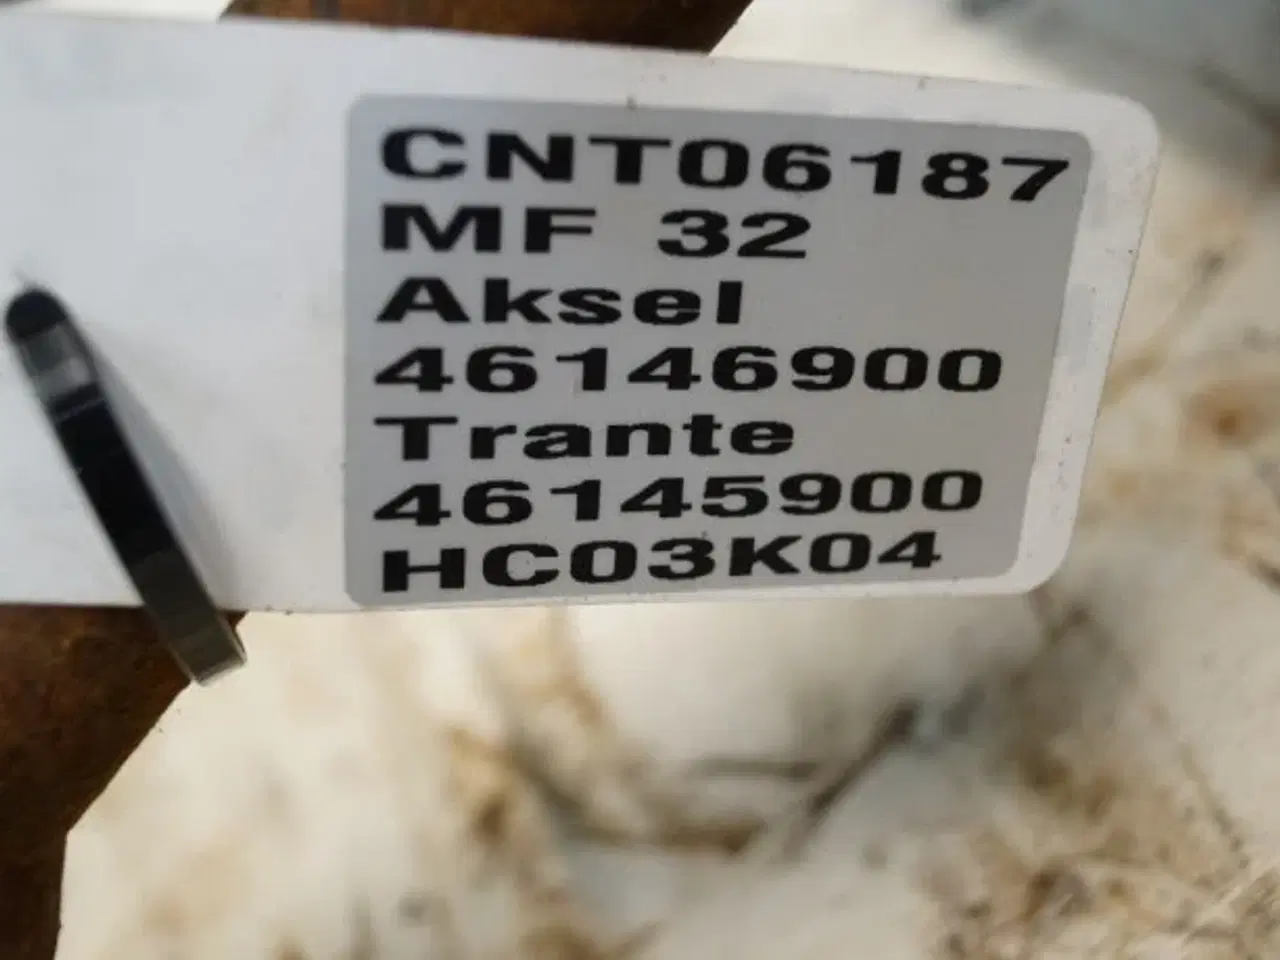 CNT06187
MF 32
Aksel
46146900
Trante
46145900
HC03K04